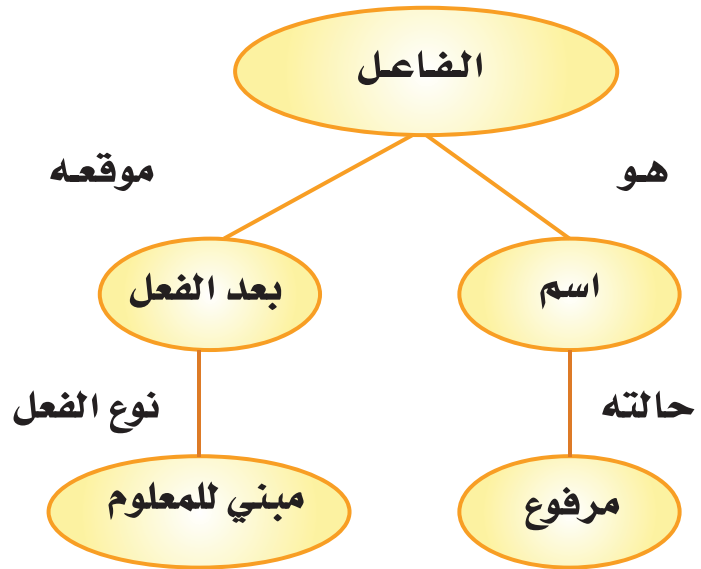 الفاعل
هو
موقعه
اسم
بعد الفعل
حالته
نوع الفعل
مرفوع
مبني للمعلوم